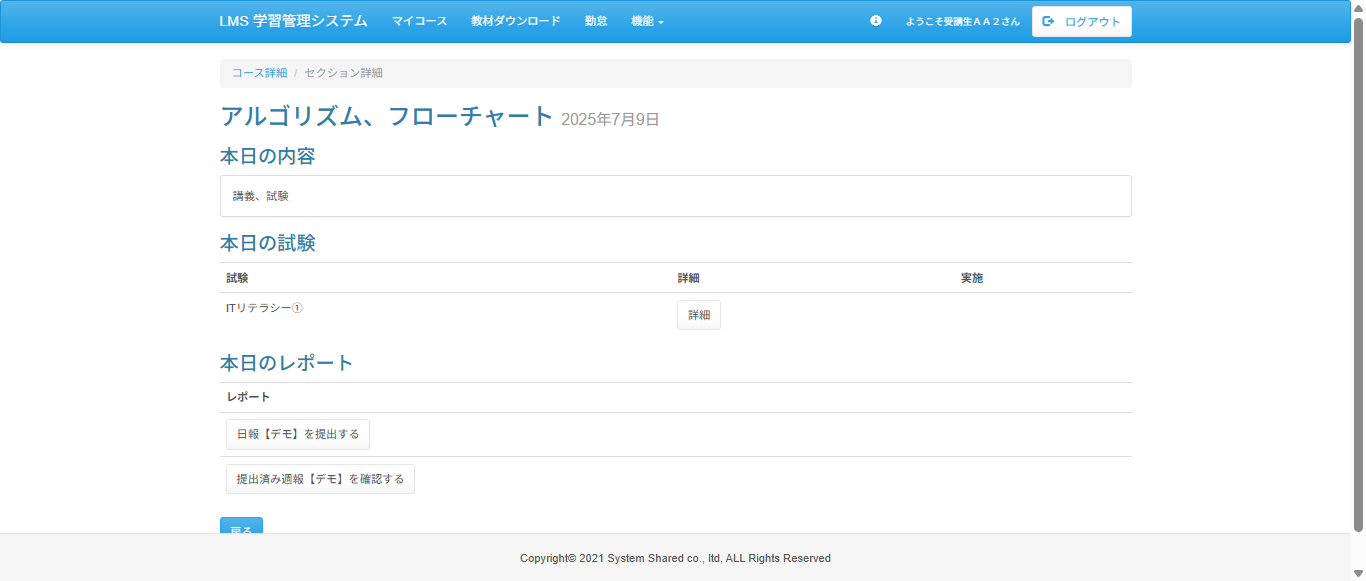 LMS 学習管理システム マイコース 教材ダウンロード 勤怠 機能 ようこそ受講生ＡＡ２さん ログアウト
コース詳細 / セクション詳細
アルゴリズム、フローチャート 2025年7月9日
本日の内容
講義、試験
本日の試験
試験 詳細 実施
ITリテラシー① 詳細
本日のレポート
レポート
日報【デモ】を提出する
提出済み週報【デモ】を確認する
戻る
Copyright© 2021 System Shared co., ltd, ALL Rights Reserved